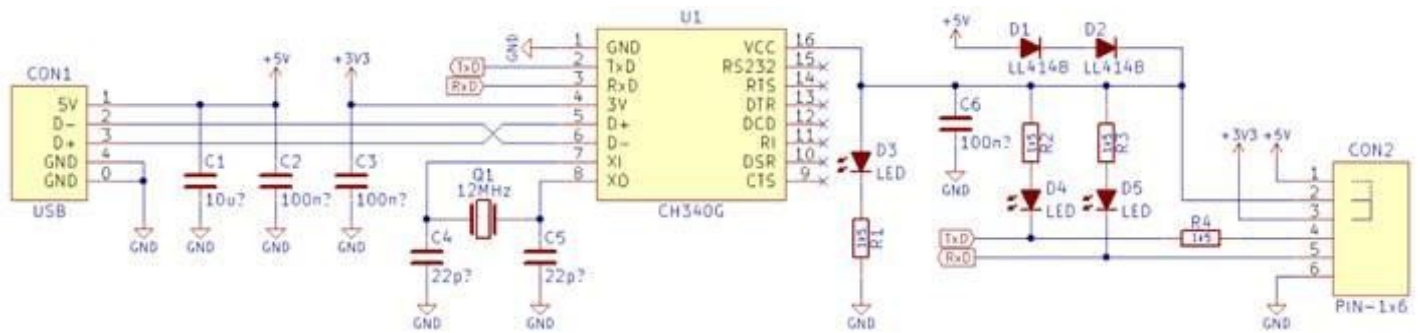 CON1
5V 1
D- 2
D+ 3
GND 4
GND 0
USB
+5V
+3V3
C1
10u?
C2
100n?
C3
100n?
GND
GND
GND
GND
GND
TxD
RxD
U1
1 GND
2 TxD
3 RxD
4 3V
5 D+
6 D-
7 XI
8 XO
VCC 16
RS232 15
RTS 14
DTR 13
DCD 12
RI 11
DSR 10
CTS 9
CH340G
Q1
12MHz
C4
22p?
C5
22p?
GND
GND
D3
LED
1k5
R1
GND
+5V
D1
LL4148
D2
LL4148
C6
100n?
GND
1k5
R2
1k5
R3
D4
LED
D5
LED
TxD
RxD
R4
1k5
+3V3
+5V
CON2
1
2
3
4
5
6
PIN-1x6
GND